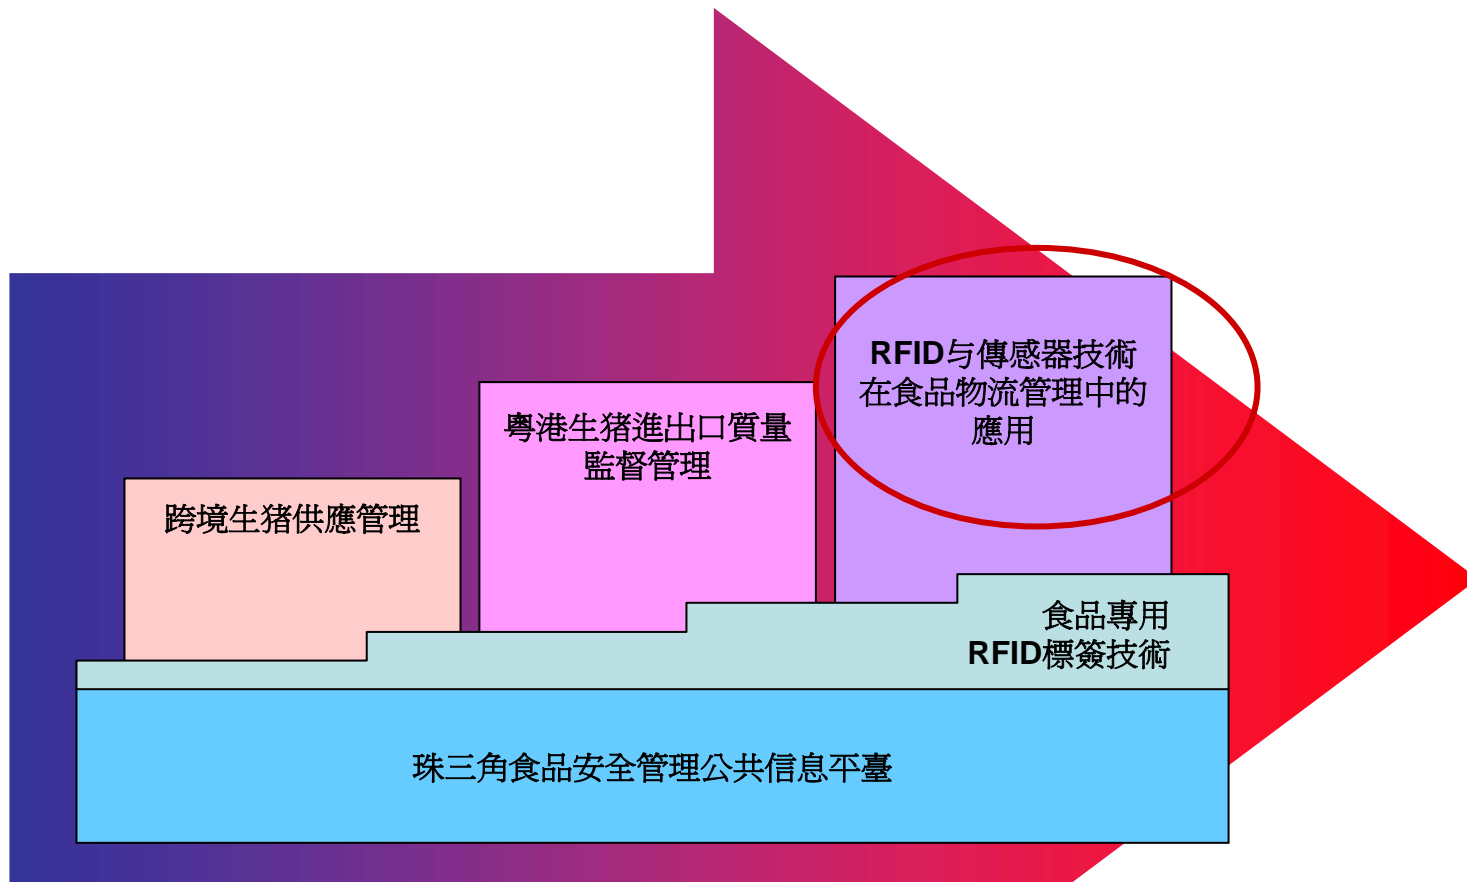 RFID与傳感器技術
在食品物流管理中的
應用
粵港生猪進出口質量
監督管理
跨境生猪供應管理
食品專用
RFID標簽技術
珠三角食品安全管理公共信息平臺